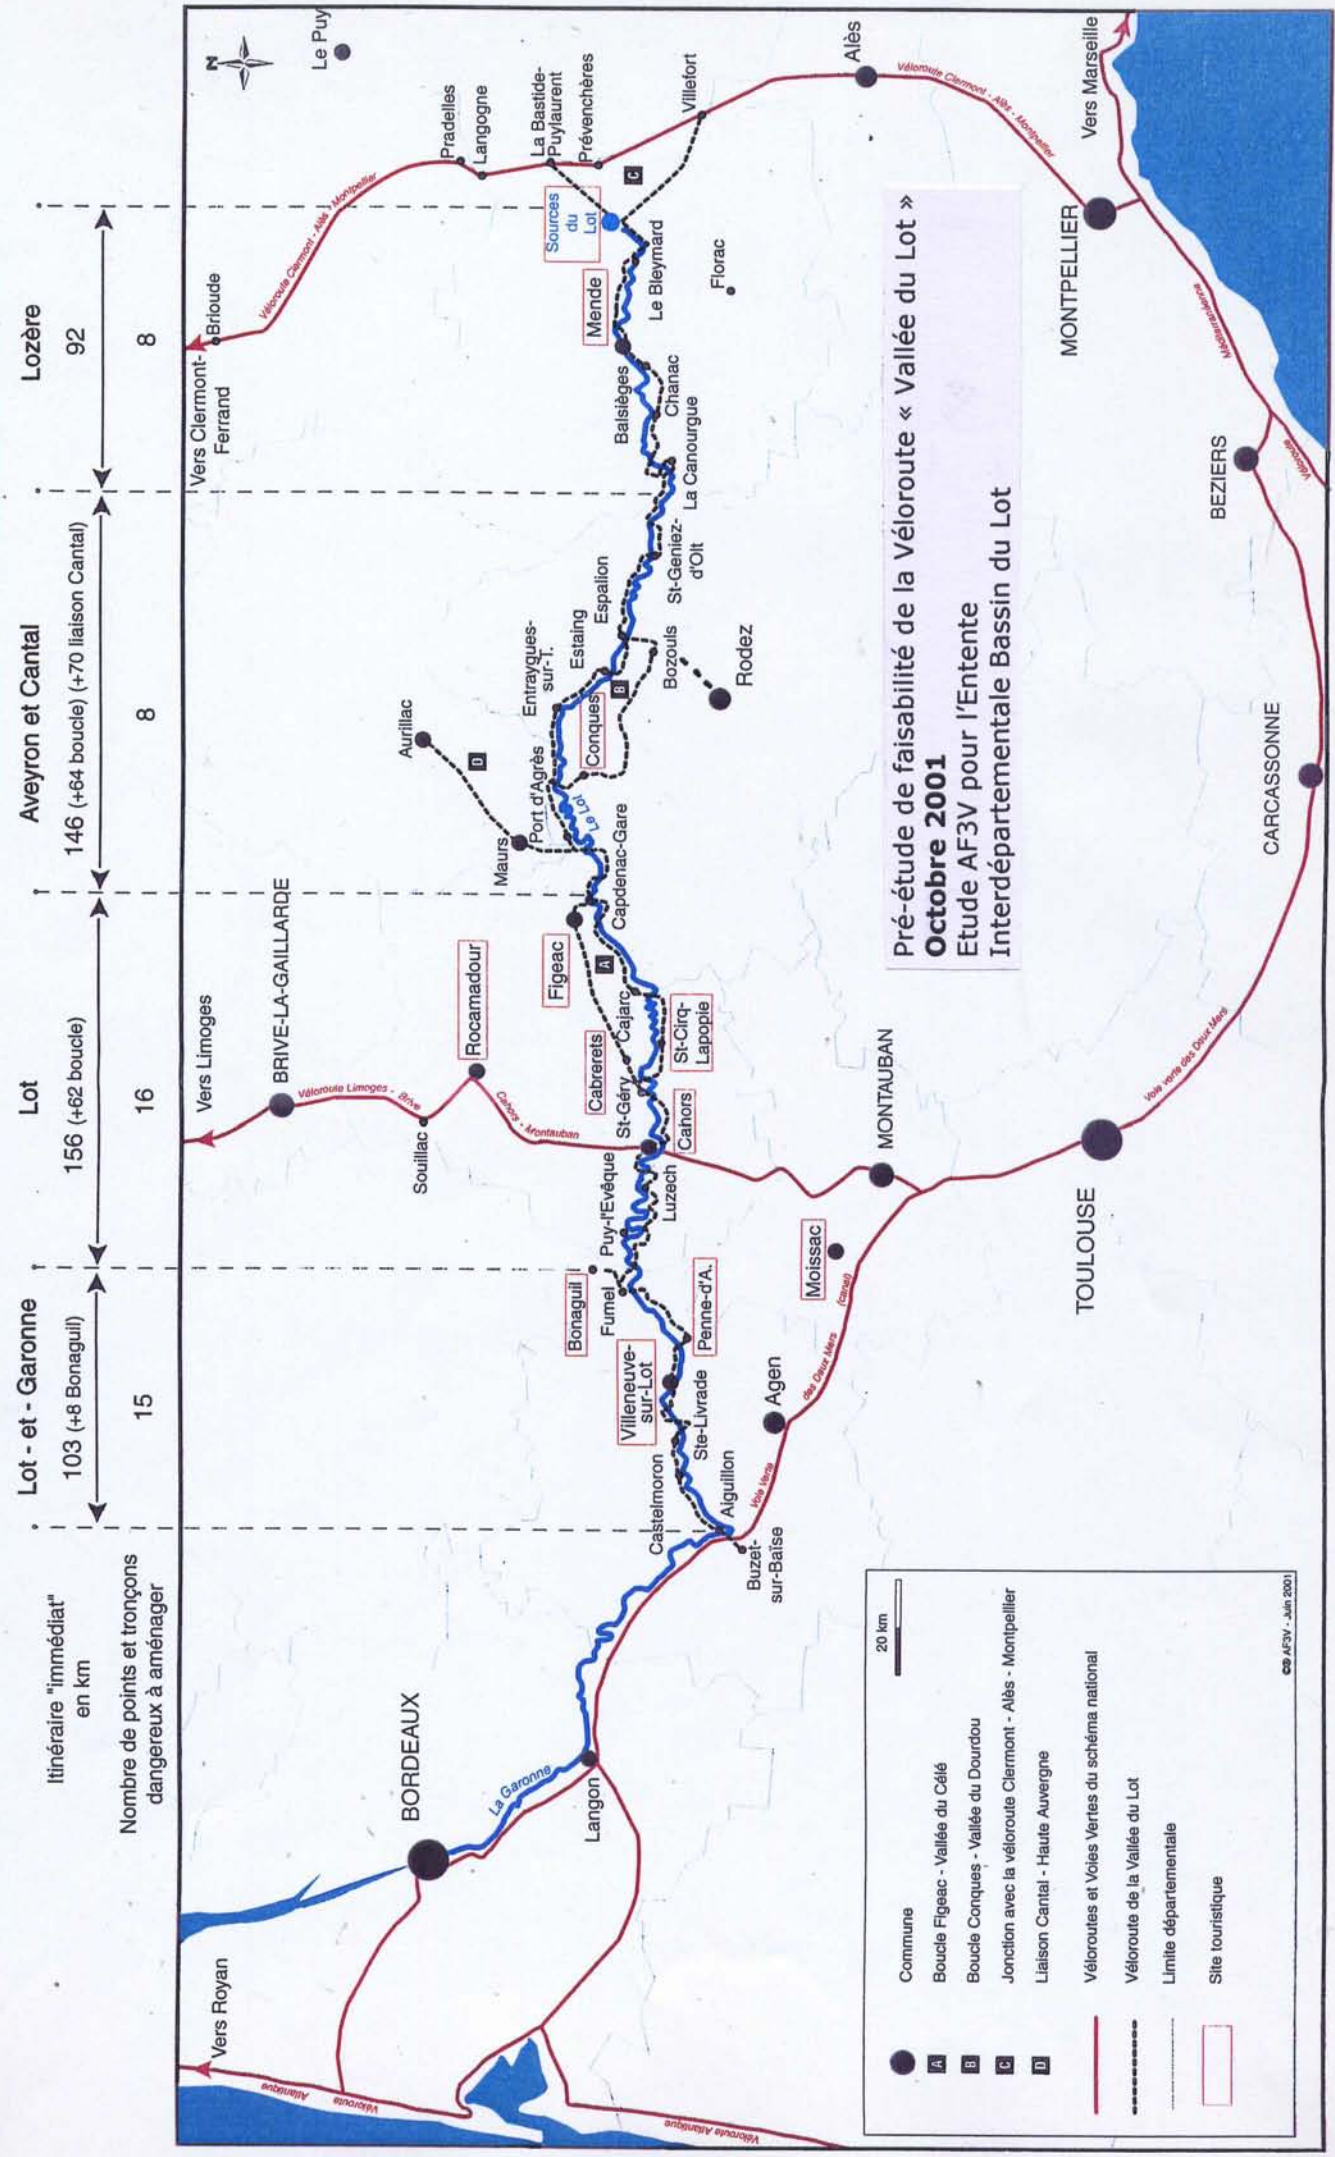 Itinéraire "immédiat"
en km
Nombre de points et tronçons
dangereux à aménager
Lot - et - Garonne
103 (+8 Bonaguil)
15
Lot
156 (+62 boucle)
16
Aveyron et Cantal
146 (+64 boucle) (+70 liaison Cantal)
8
Lozère
92
8
Vers Royan
Véloroute
Atlantique
Véloroute Atlantique
BORDEAUX
La Garonne
Langon
Vers Limoges
BRIVE-LA-GAILLARDE
Véloroute Limoges - Brive
Souillac
Rocamadour
Cahors - Montauban
Vers Clermont-
Ferrand
Brioude
Véloroute Clermont - Alès - Montpellier
N
Le Puy
Pradelles
Langogne
La Bastide-
Puylaurent
Prévenchères
Villefort
C
Sources
du
Lot
Le Bleymard
Mende
Florac
Balsièges
Chanac
La Canourgue
St-Geniez-
d'Olt
Espalion
Estaing
Entraygues-
sur-T.
B
Bozouls
Rodez
Conques
Aurillac
D
Maurs
Port d'Agrès
Le Lot
Capdenac-Gare
Figeac
A
Cajarc
Cabrerets
St-Cirq-
Lapopie
St-Géry
Cahors
Luzech
Puy-l'Evêque
Bonaguil
Fumel
Penne-d'A.
Villeneuve-
sur-Lot
Ste-Livrade
Castelmoron
Aiguillon
Buzet-
sur-Baïse
Voie Verte
Agen
des Deux Mers
(canal)
Moissac
MONTAUBAN
TOULOUSE
Voie verte des Deux Mers
CARCASSONNE
BEZIERS
Véloroute
Méditerranéenne
MONTPELLIER
Vers Marseille
Alès
Véloroute Clermont - Alès - Montpellier
Pré-étude de faisabilité de la Véloroute « Vallée du Lot »
Octobre 2001
Etude AF3V pour l'Entente
Interdépartementale Bassin du Lot
20 km
Commune
A Boucle Figeac - Vallée du Célé
B Boucle Conques - Vallée du Dourdou
C Jonction avec la véloroute Clermont - Alès - Montpellier
D Liaison Cantal - Haute Auvergne
Véloroutes et Voies Vertes du schéma national
Véloroute de la Vallée du Lot
Limite départementale
Site touristique
AF3V - Juin 2001